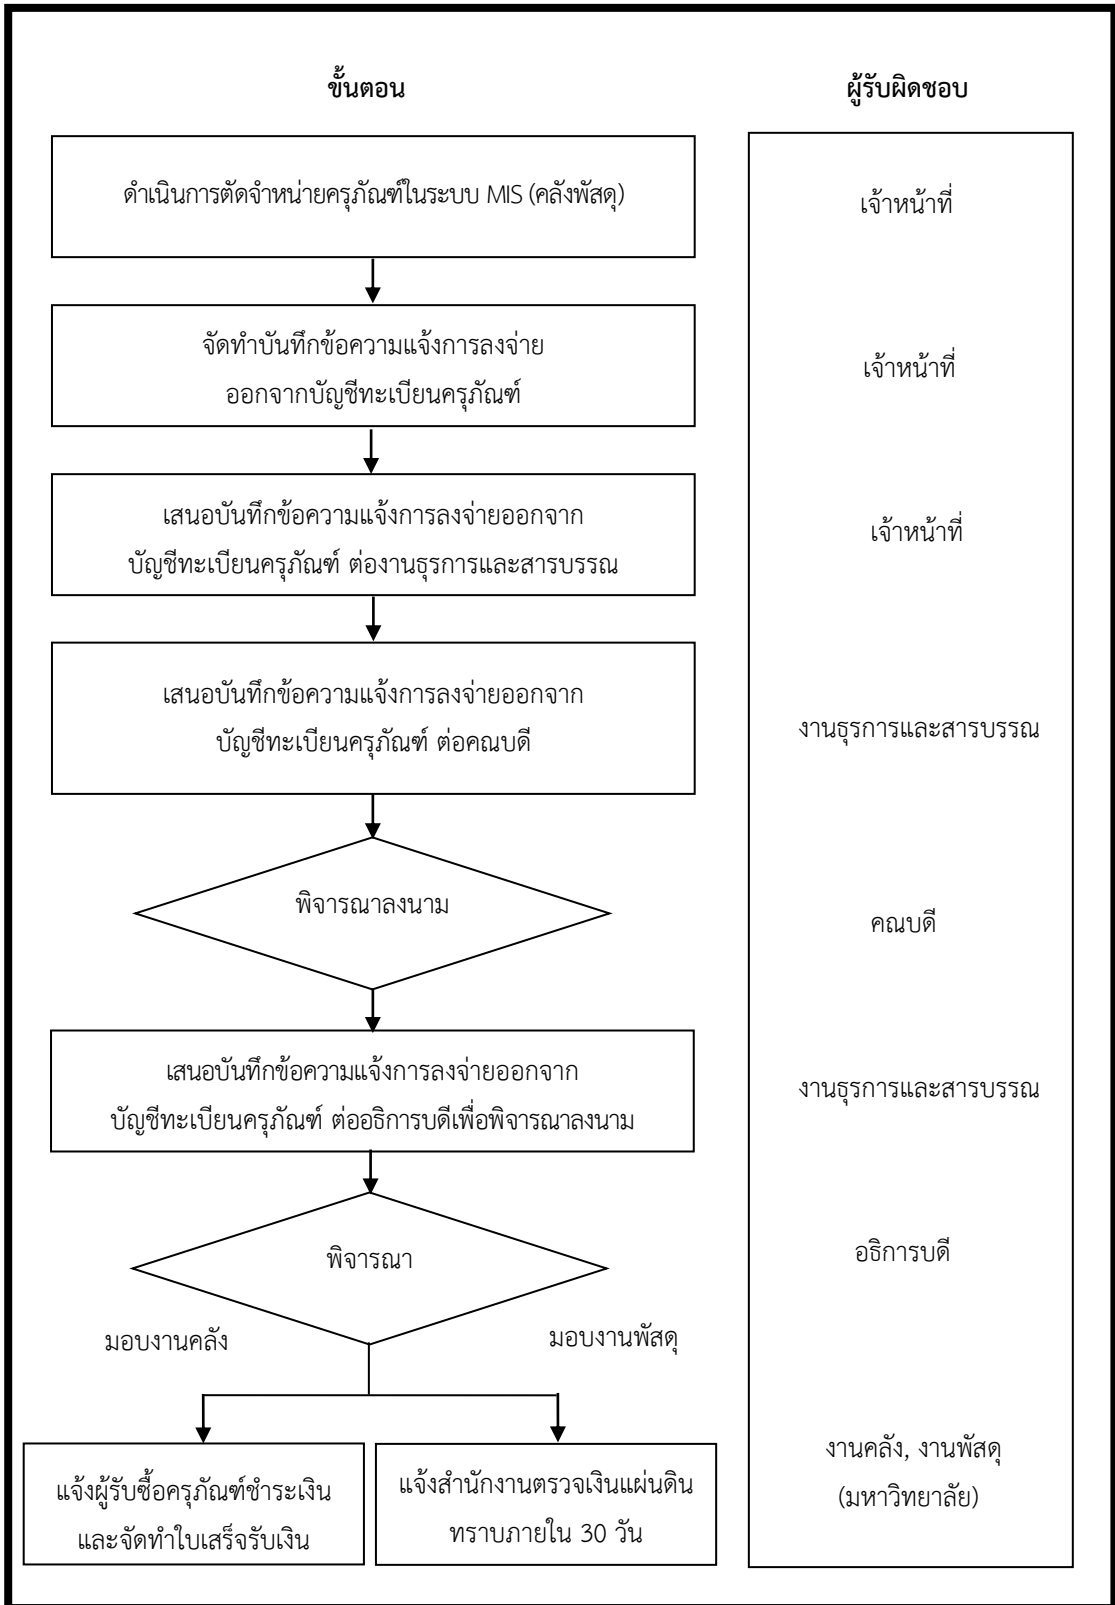 ขั้นตอน
ผู้รับผิดชอบ
ดำเนินการตัดจำหน่ายครุภัณฑ์ในระบบ MIS (คลังพัสดุ)
เจ้าหน้าที่
จัดทำบันทึกข้อความแจ้งการลงจ่าย
ออกจากบัญชีทะเบียนครุภัณฑ์
เจ้าหน้าที่
เสนอบันทึกข้อความแจ้งการลงจ่ายออกจาก
บัญชีทะเบียนครุภัณฑ์ ต่องานธุรการและสารบรรณ
เจ้าหน้าที่
เสนอบันทึกข้อความแจ้งการลงจ่ายออกจาก
บัญชีทะเบียนครุภัณฑ์ ต่อคณบดี
งานธุรการและสารบรรณ
พิจารณาลงนาม
คณบดี
เสนอบันทึกข้อความแจ้งการลงจ่ายออกจาก
บัญชีทะเบียนครุภัณฑ์ ต่ออธิการบดีเพื่อพิจารณาลงนาม
งานธุรการและสารบรรณ
พิจารณา
อธิการบดี
มอบงานคลัง
มอบงานพัสดุ
แจ้งผู้รับซื้อครุภัณฑ์ชำระเงิน
และจัดทำใบเสร็จรับเงิน
แจ้งสำนักงานตรวจเงินแผ่นดิน
ทราบภายใน 30 วัน
งานคลัง, งานพัสดุ
(มหาวิทยาลัย)